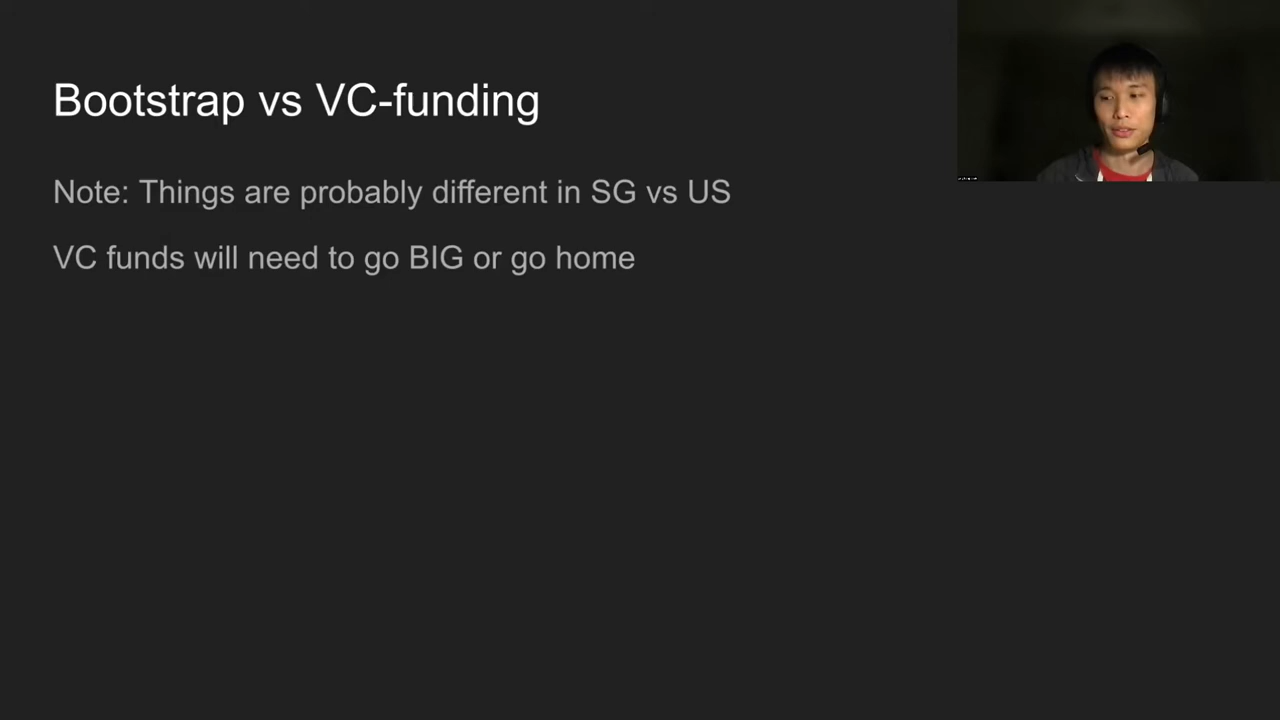 Bootstrap vs VC-funding
Note: Things are probably different in SG vs US
VC funds will need to go BIG or go home